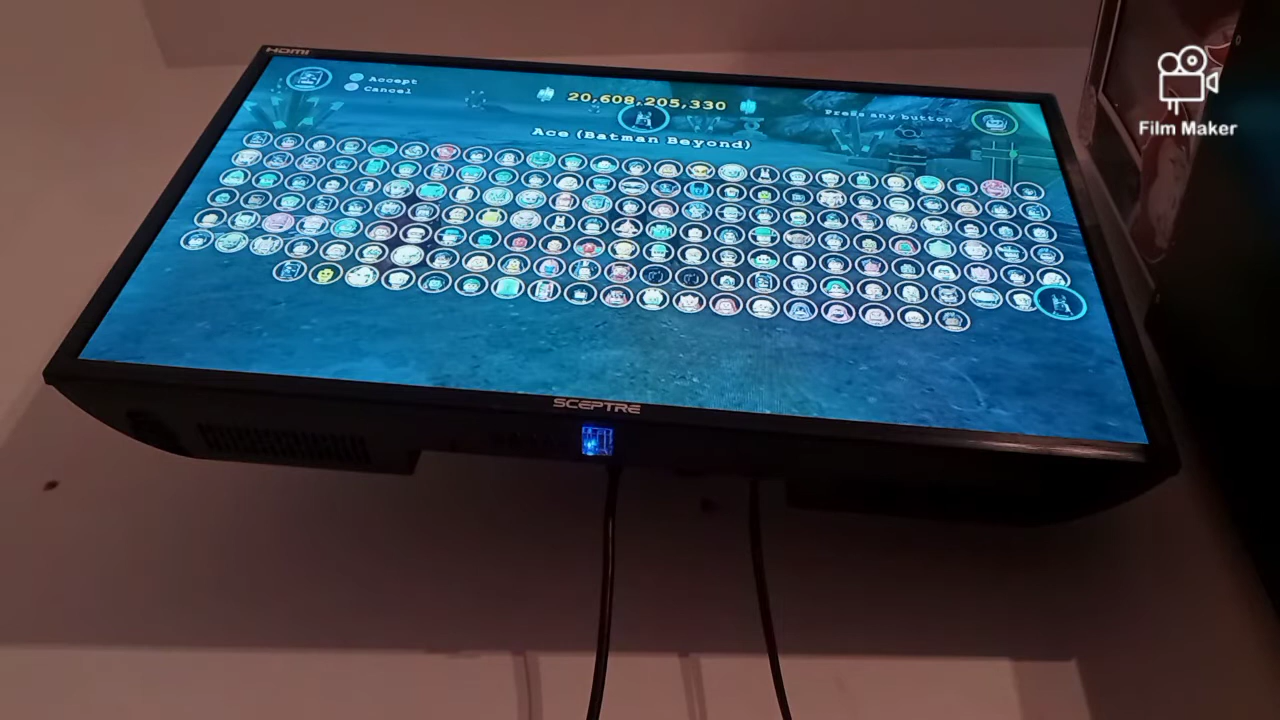 HDMI
Accept
Cancel
20,608,205,330
Press any button
Ace (Batman Beyond)
SCEPTRE
Film Maker